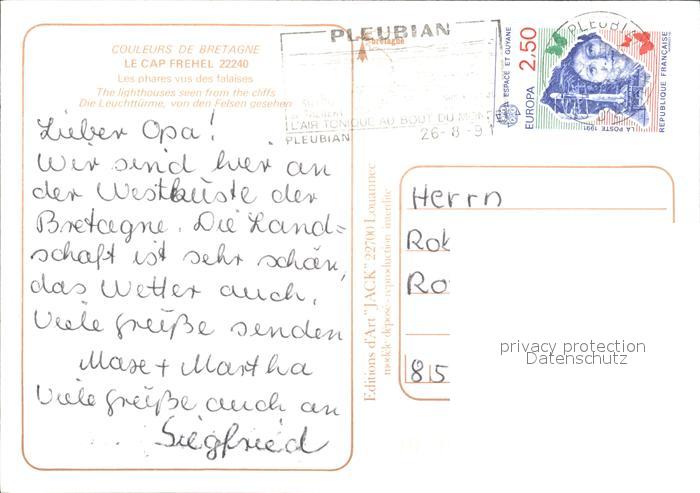 COULEURS DE BRETAGNE
LE CAP FREHEL 22240
Les phares vus des falaises
The lighthouses seen from the cliffs
Die Leuchttürme, von den Felsen gesehen
Lieber Opa!
Wir sind hier an
der Westküste der
Bretagne. Die Land=
schaft ist sehr schön,
das Wetter auch.
Viele Grüße senden
Max + Martha
Viele Grüße auch an
Siegfried
PLEUBIAN
bretagne
L'AIR TONIQUE AU BOUT DU MONDE
PLEUBIAN
26-8-91
Editions d'Art "JACK" 22700 Louannec
modèle déposé - reproduction interdite
EUROPA
ESPACE ET GUYANE
2,50
PLEUBI
LA POSTE 1991
REPUBLIQUE FRANÇAISE
Herrn
Ro
815
privacy protection
Datenschutz